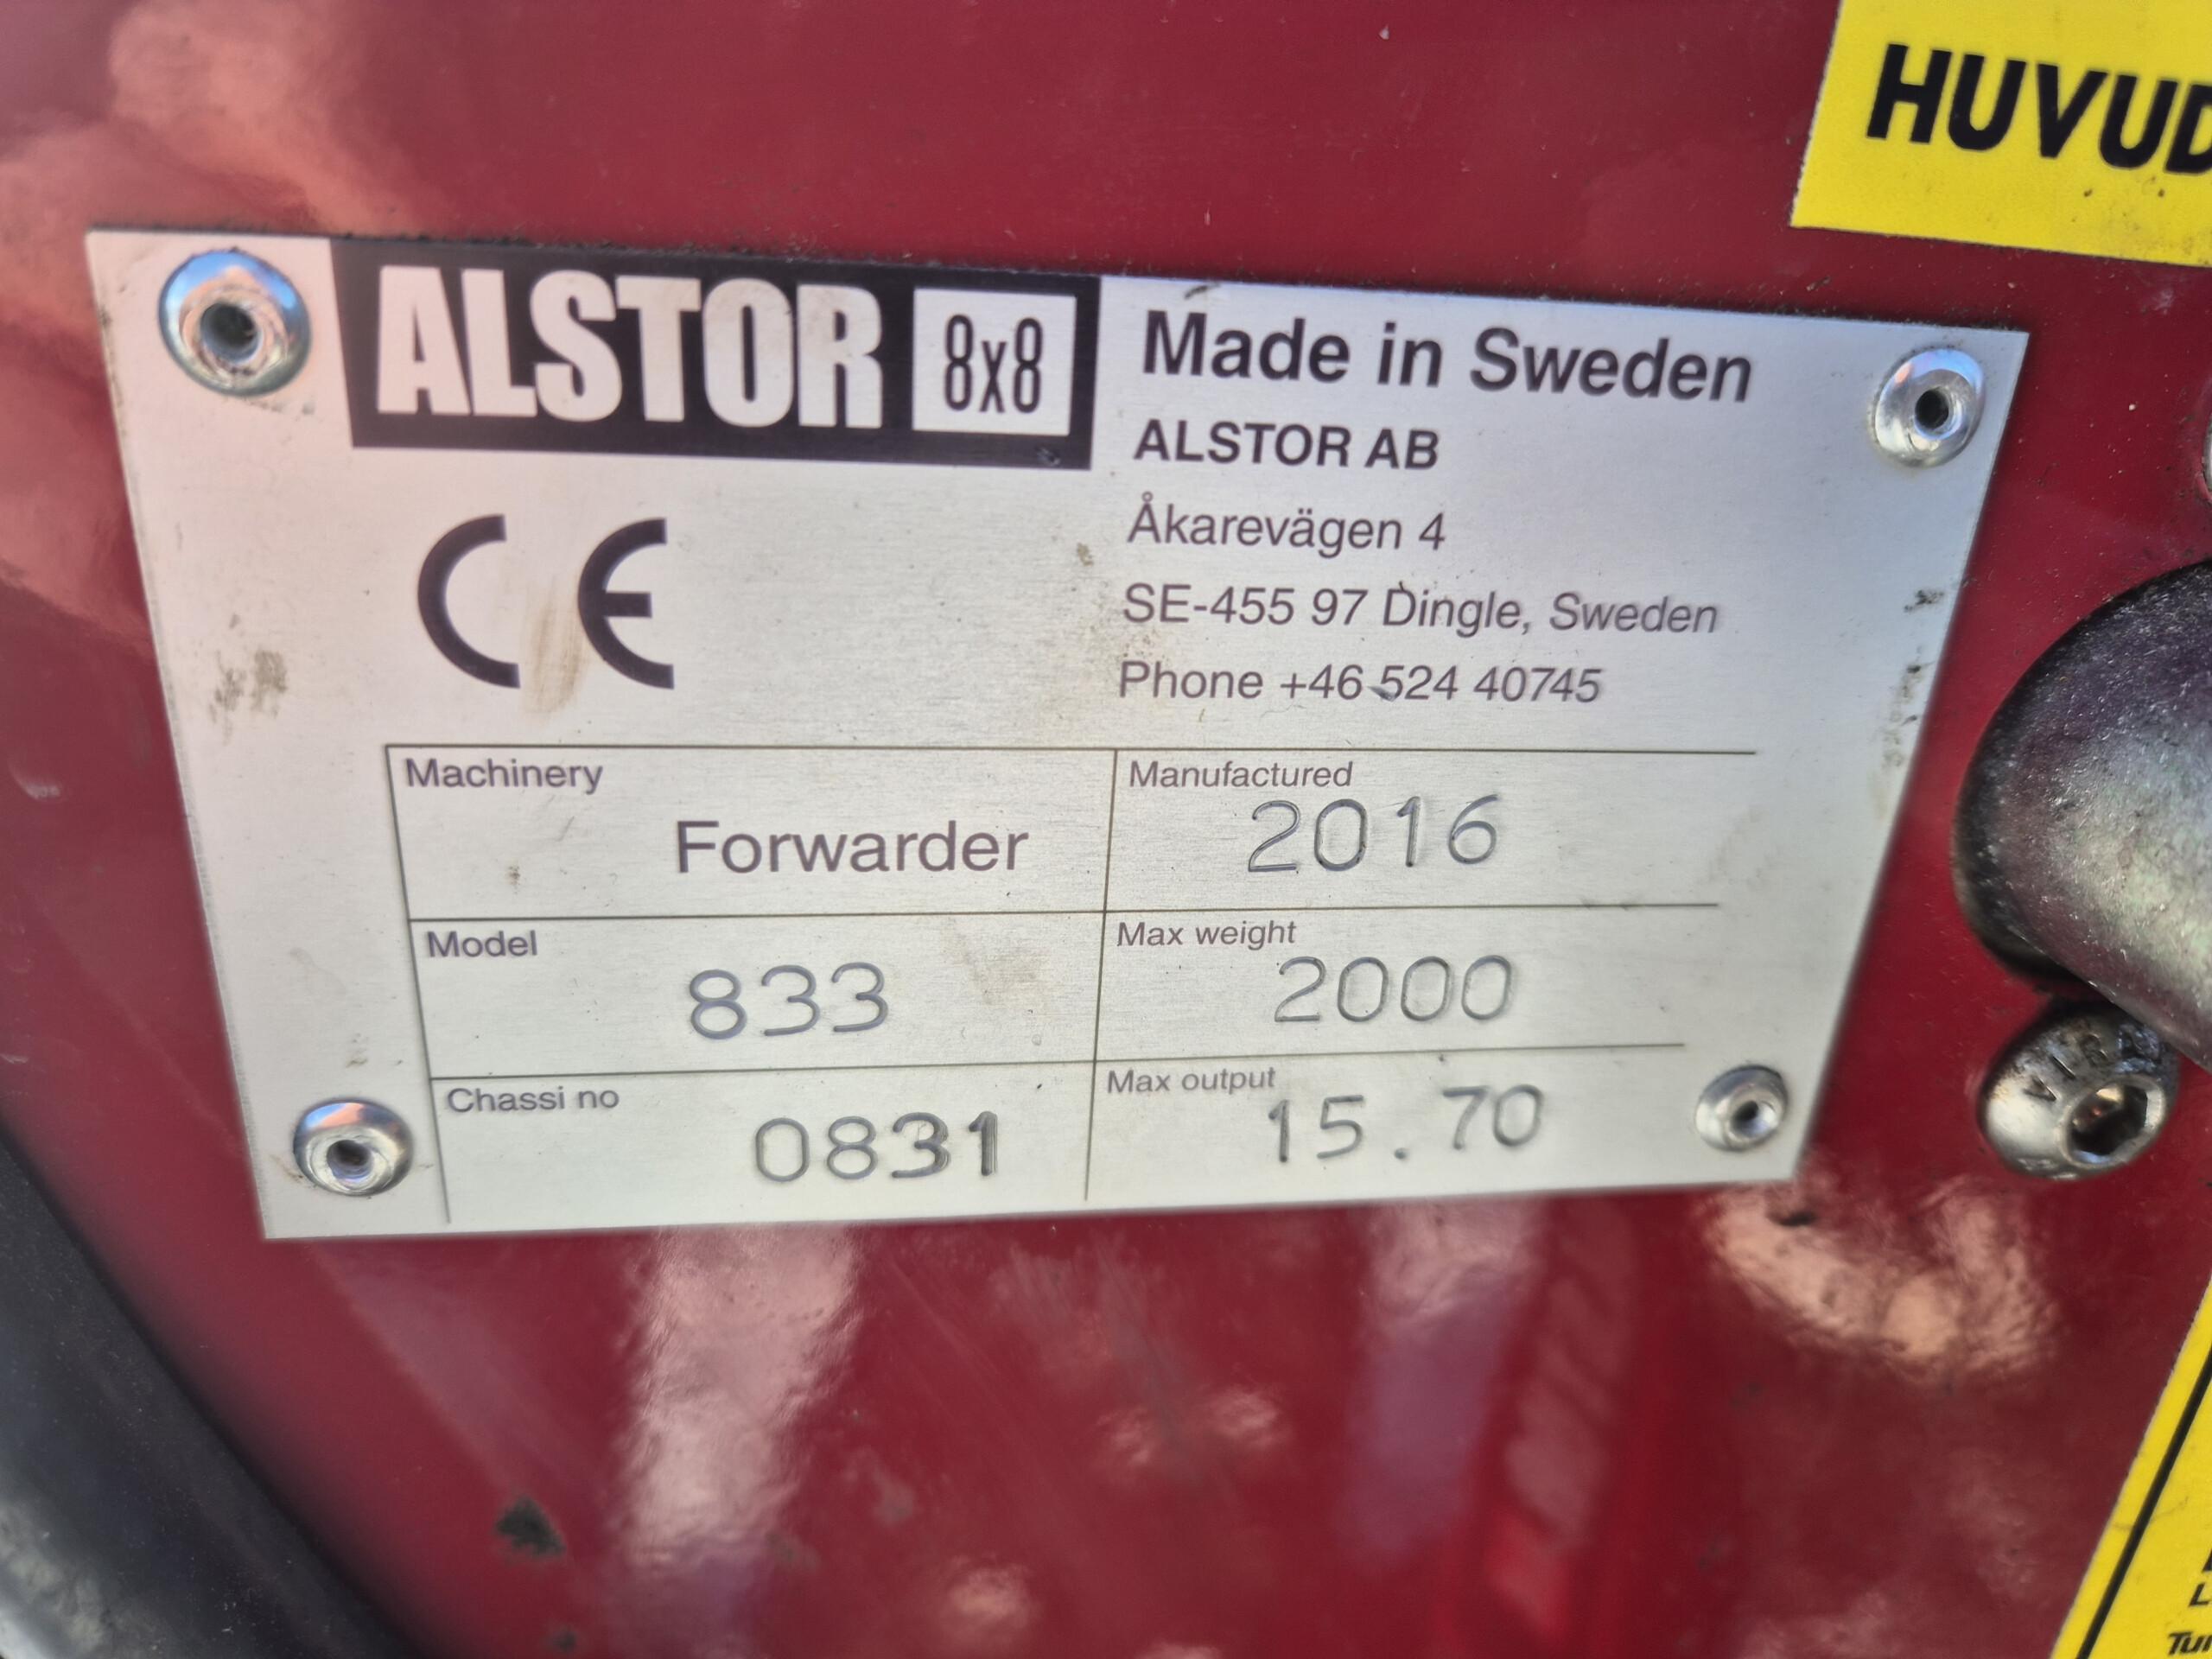 HUVUD
ALSTOR 8x8
Made in Sweden
ALSTOR AB
Åkarevägen 4
SE-455 97 Dingle, Sweden
Phone +46 524 40745
CE
Machinery
Forwarder
Manufactured
2016
Model
833
Max weight
2000
Chassi no
0831
Max output
15.70